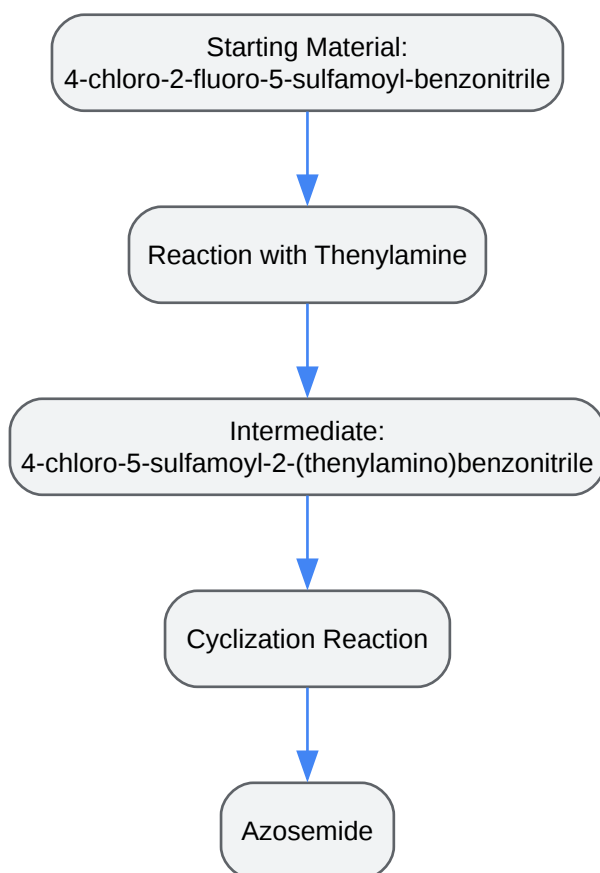 Starting Material:
4-chloro-2-fluoro-5-sulfamoyl-benzonitrile
Reaction with Thenylamine
Intermediate:
4-chloro-5-sulfamoyl-2-(thenylamino)benzonitrile
Cyclization Reaction
Azosemide